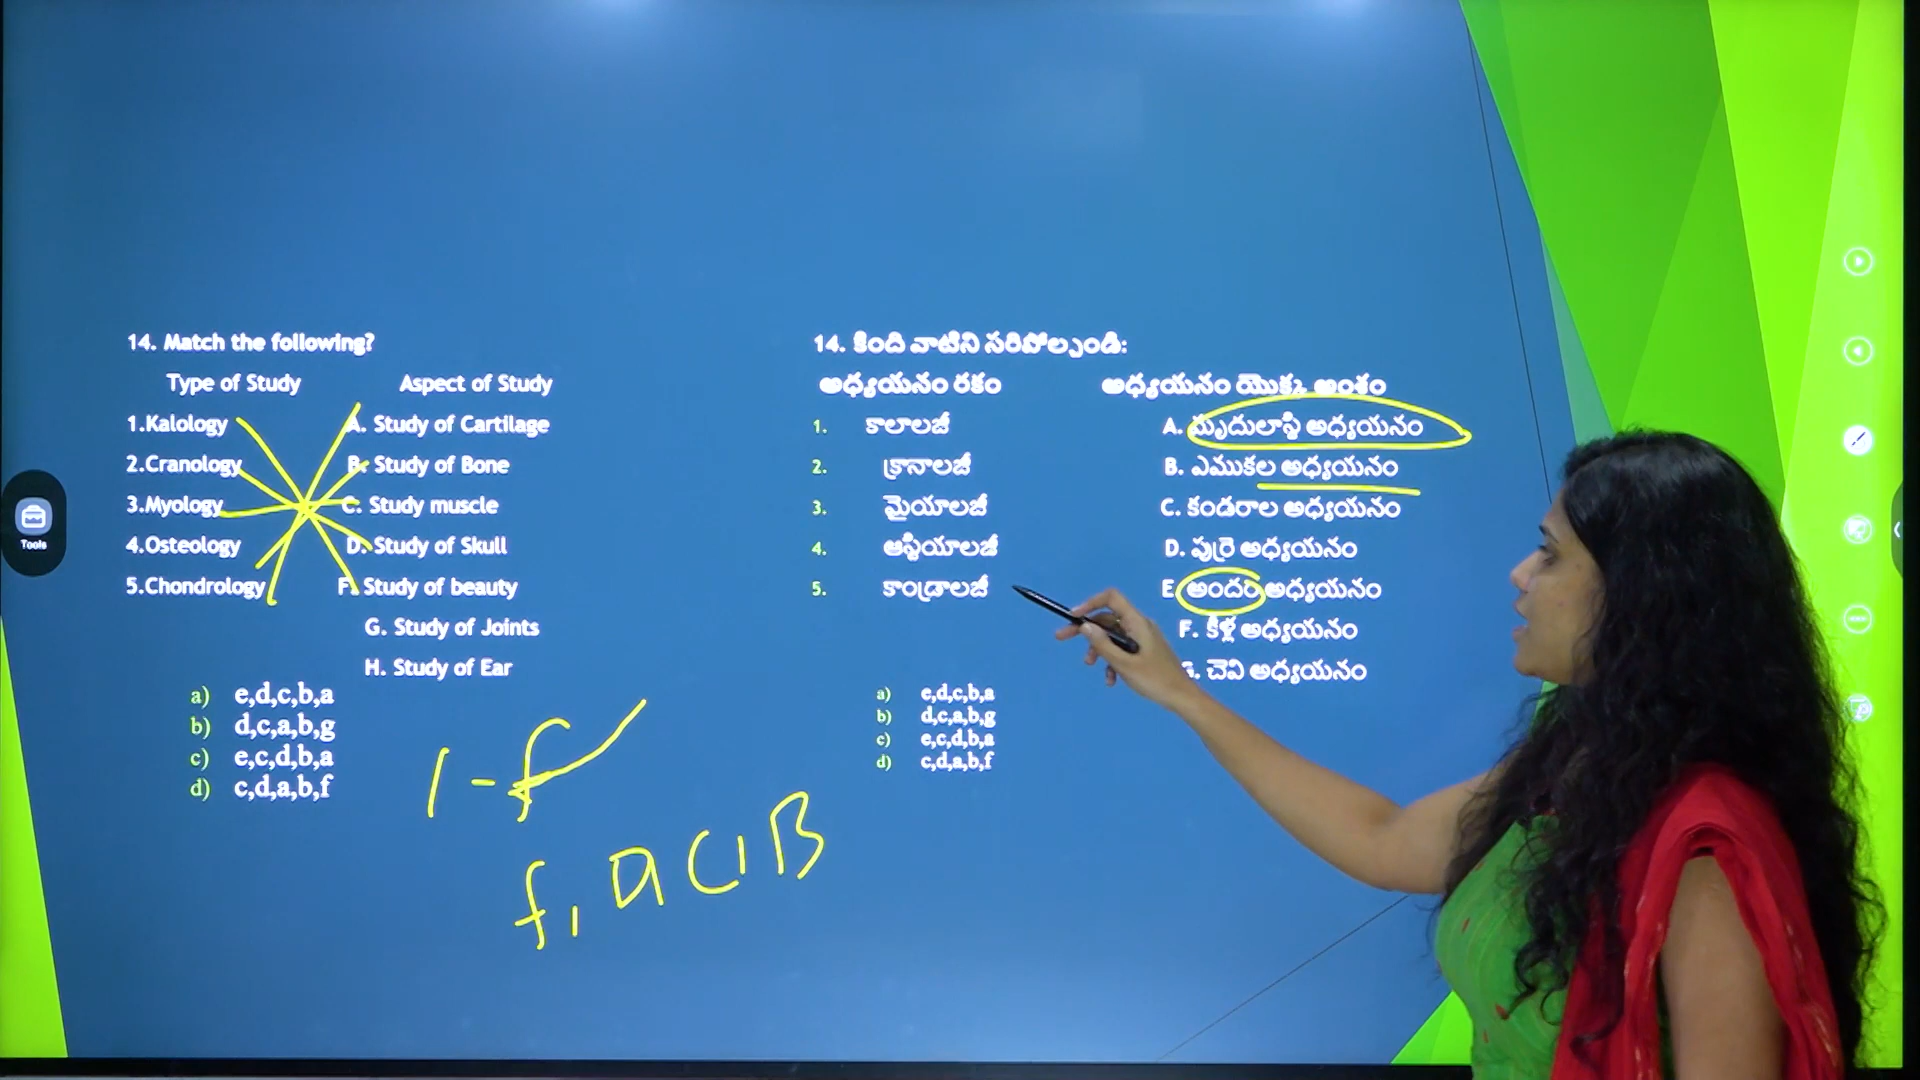 14. Match the following?
Type of Study Aspect of Study
1.Kalology A. Study of Cartilage
2.Cranology B. Study of Bone
3.Myology C. Study muscle
4.Osteology D. Study of Skull
5.Chondrology F. Study of beauty
G. Study of Joints
H. Study of Ear
a) e,d,c,b,a
b) d,c,a,b,g
c) e,c,d,b,a
d) c,d,a,b,f
1-f
f, a C, B
14. కింది వాటిని సరిపోల్చండి:
అధ్యయనం రకం అధ్యయనం యొక్క అంశం
1. కాలాలజీ A. మృదులాస్థి అధ్యయనం
2. క్రానాలజీ B. ఎముకల అధ్యయనం
3. మైయాలజీ C. కండరాల అధ్యయనం
4. ఆస్టియాలజీ D. పుర్రె అధ్యయనం
5. కాండ్రాలజీ E. అందం అధ్యయనం
F. కీళ్ల అధ్యయనం
G. చెవి అధ్యయనం
a) e,d,c,b,a
b) d,c,a,b,g
c) e,c,d,b,a
d) c,d,a,b,f
Tools